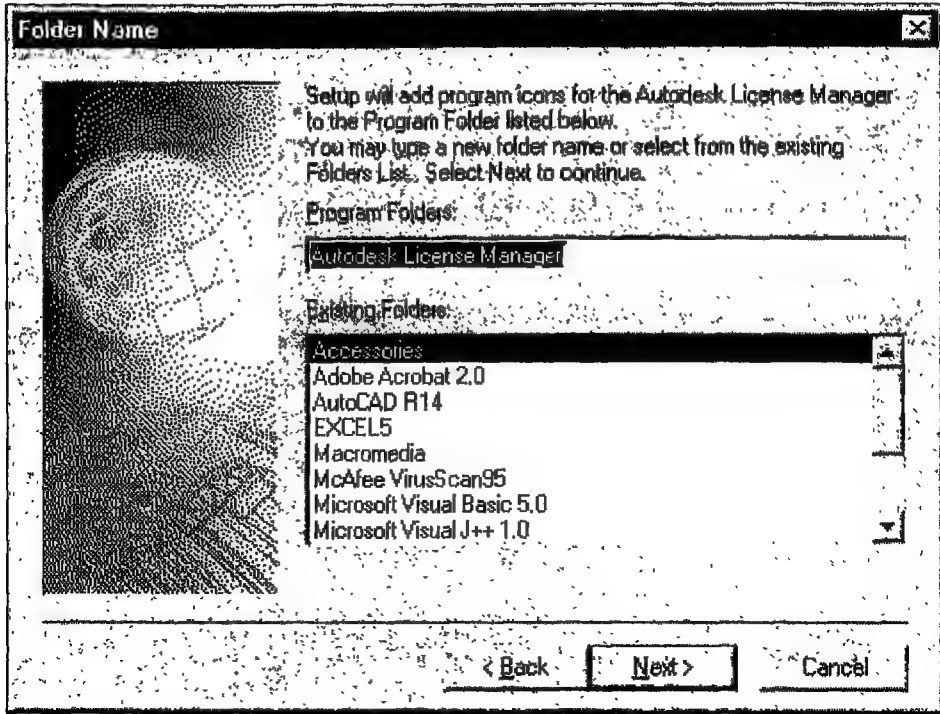 Folder Name
Setup will add program icons for the Autodesk License Manager
to the Program Folder listed below.
You may type a new folder name or select from the existing
Folders List. Select Next to continue.
Program Folders:
Autodesk License Manager
Existing Folders:
Accessories
Adobe Acrobat 2.0
AutoCAD R14
EXCEL5
Macromedia
McAfee VirusScan95
Microsoft Visual Basic 5.0
Microsoft Visual J++ 1.0
< Back Next > Cancel